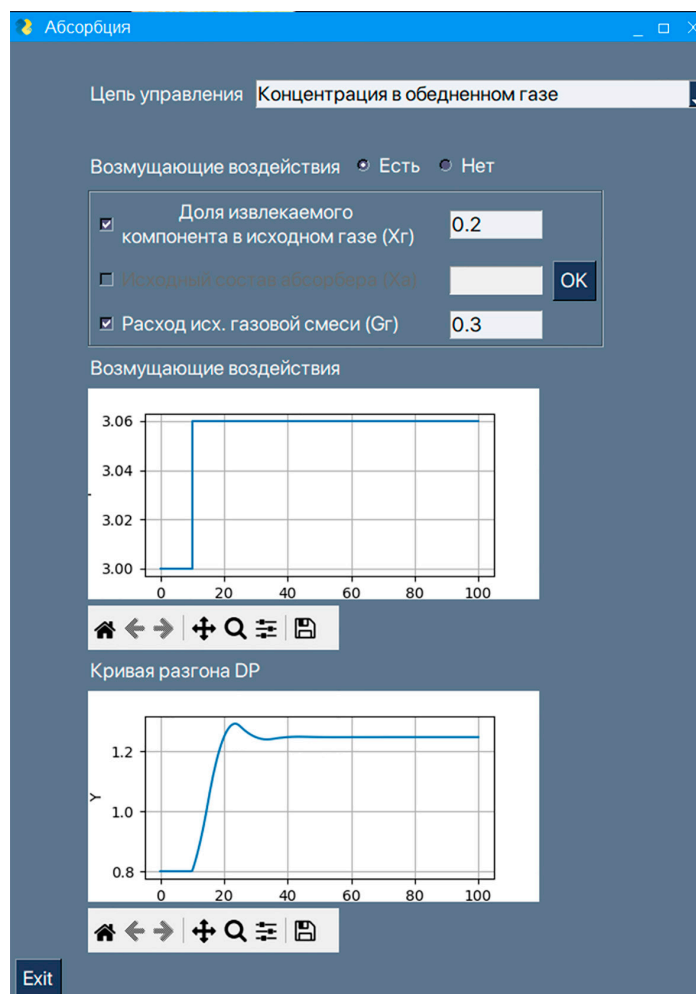 Абсорбция
Цепь управления Концентрация в обедненном газе
Возмущающие воздействия Есть Нет
Доля извлекаемого
компонента в исходном газе (Хг) 0.2
Исходный состав абсорбера (Ха)
OK
Расход исх. газовой смеси (Gг) 0.3
Возмущающие воздействия
3.06
3.04
3.02
3.00
0 20 40 60 80 100
Кривая разгона DP
1.2
Y
1.0
0.8
0 20 40 60 80 100
Exit